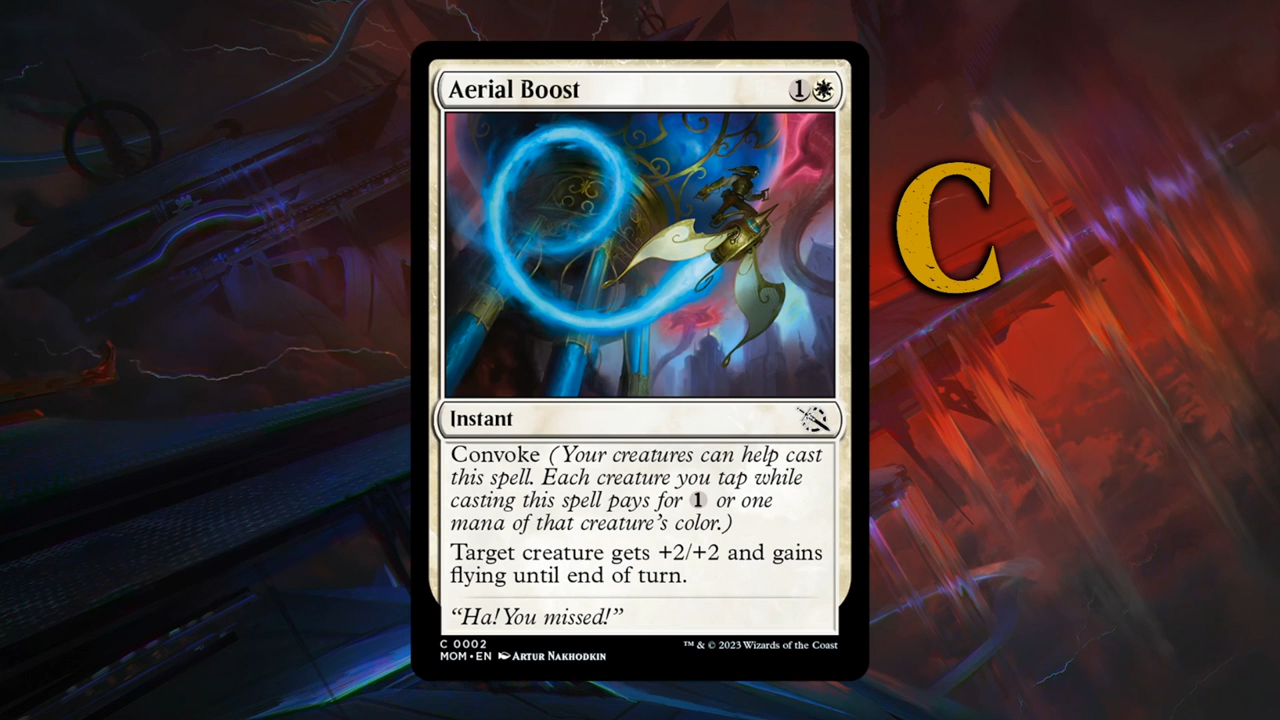 Aerial Boost 1
C
Instant
Convoke (Your creatures can help cast
this spell. Each creature you tap while
casting this spell pays for 1 or one
mana of that creature’s color.)
Target creature gets +2/+2 and gains
flying until end of turn.
“Ha! You missed!”
C 0002
MOM • EN Artur Nakhodkin
™ & © 2023 Wizards of the Coast